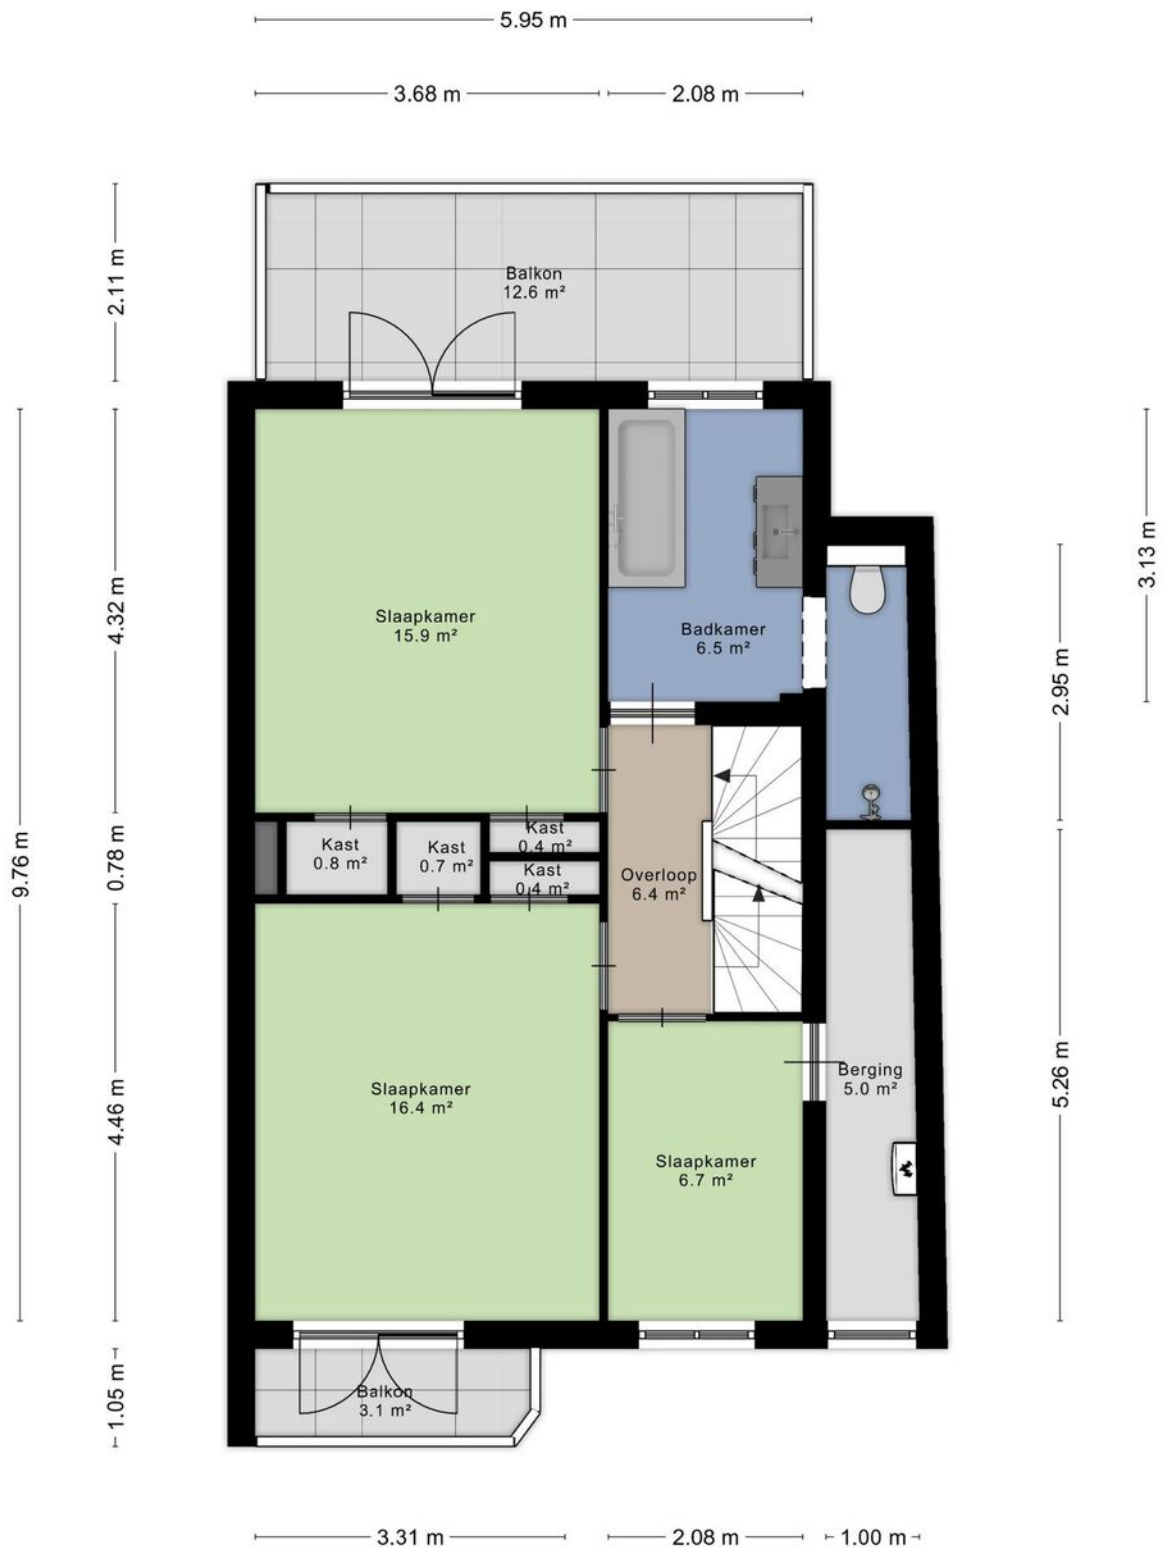 5.95 m
3.68 m
2.08 m
2.11 m
Balkon
12.6 m²
9.76 m
4.32 m
Slaapkamer
15.9 m²
Badkamer
6.5 m²
3.13 m
2.95 m
0.78 m
Kast
0.8 m²
Kast
0.7 m²
Kast
0.4 m²
Kast
0.4 m²
Overloop
6.4 m²
4.46 m
Slaapkamer
16.4 m²
Slaapkamer
6.7 m²
Berging
5.0 m²
5.26 m
1.05 m
Balkon
3.1 m²
3.31 m
2.08 m
1.00 m